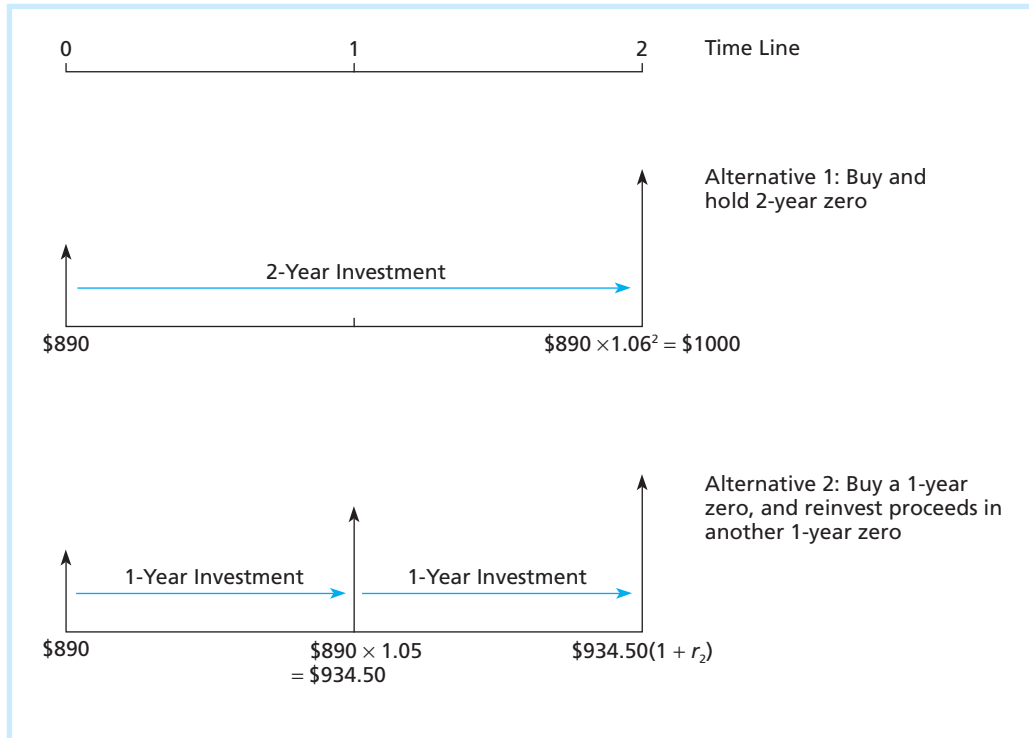 0 1 2 Time Line
Alternative 1: Buy and
hold 2-year zero
2-Year Investment
$890 $890 ×1.06² = $1000
Alternative 2: Buy a 1-year
zero, and reinvest proceeds in
another 1-year zero
1-Year Investment 1-Year Investment
$890 $890 × 1.05 $934.50(1 + r₂)
= $934.50